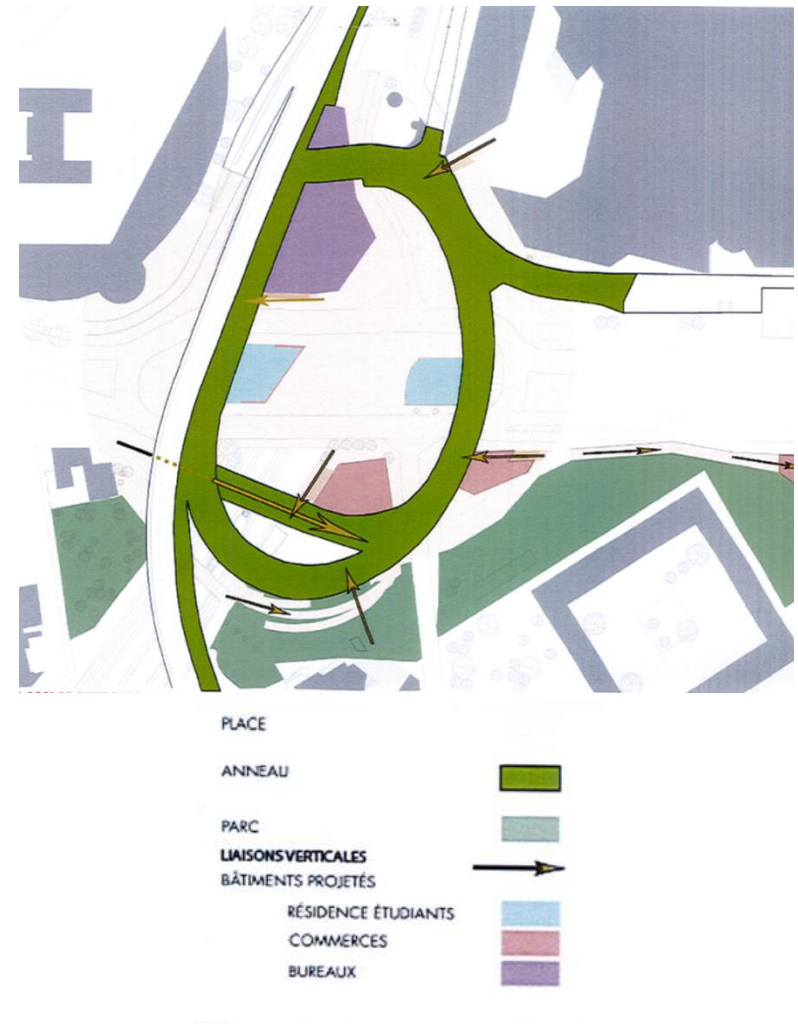 PLACE
ANNEAU
PARC
LIAISONS VERTICALES
BÂTIMENTS PROJETÉS
RÉSIDENCE ÉTUDIANTS
COMMERCES
BUREAUX